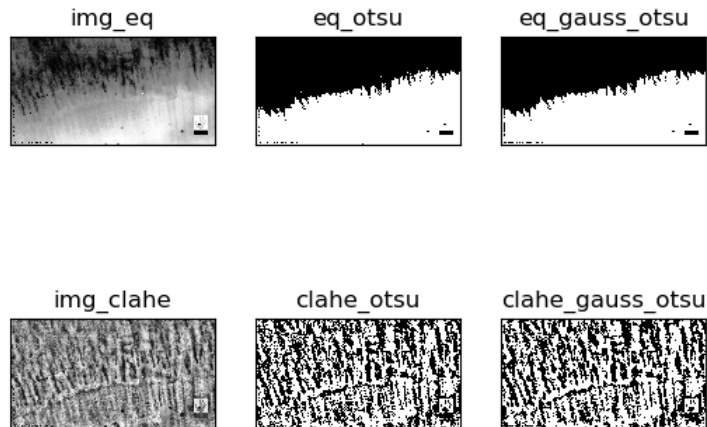 img_eq
eq_otsu
eq_gauss_otsu
img_clahe
clahe_otsu
clahe_gauss_otsu